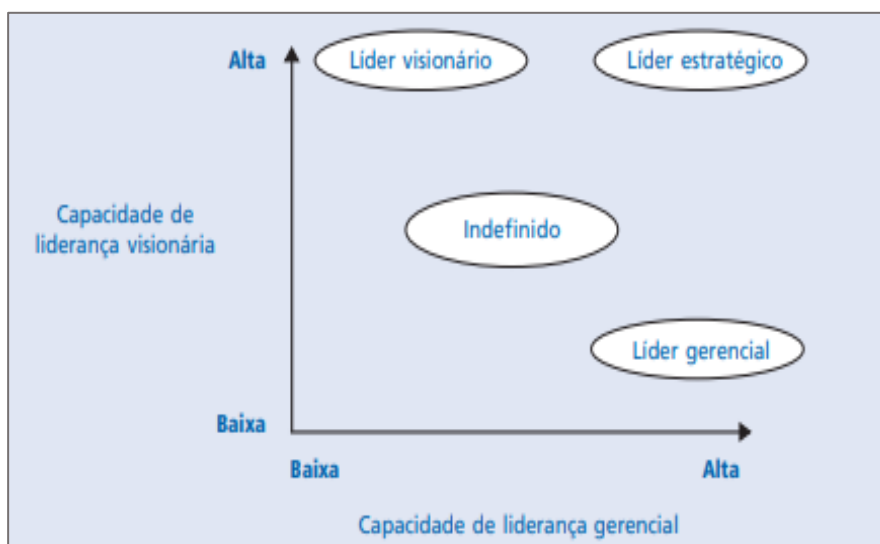 Alta
Líder visionário
Líder estratégico
Capacidade de
liderança visionária
Indefinido
Líder gerencial
Baixa
Baixa
Alta
Capacidade de liderança gerencial